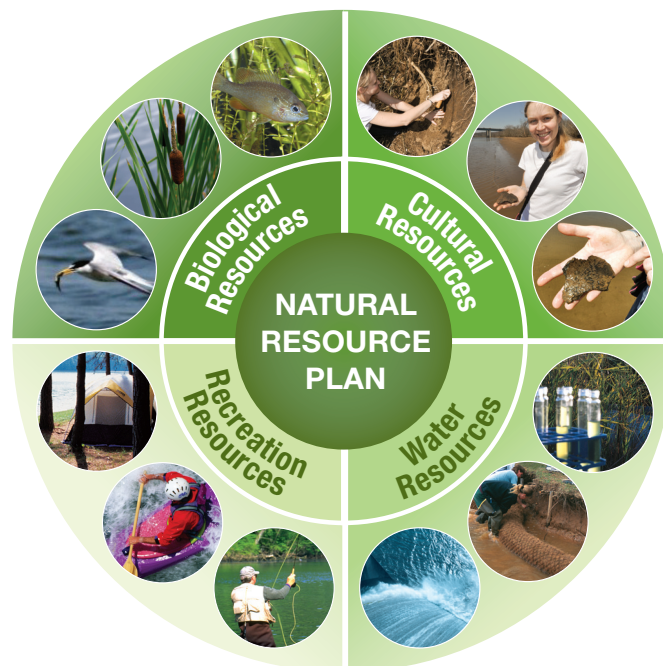 Biological
Resources
Cultural
Resources
NATURAL
RESOURCE
PLAN
Recreation
Resources
Water
Resources